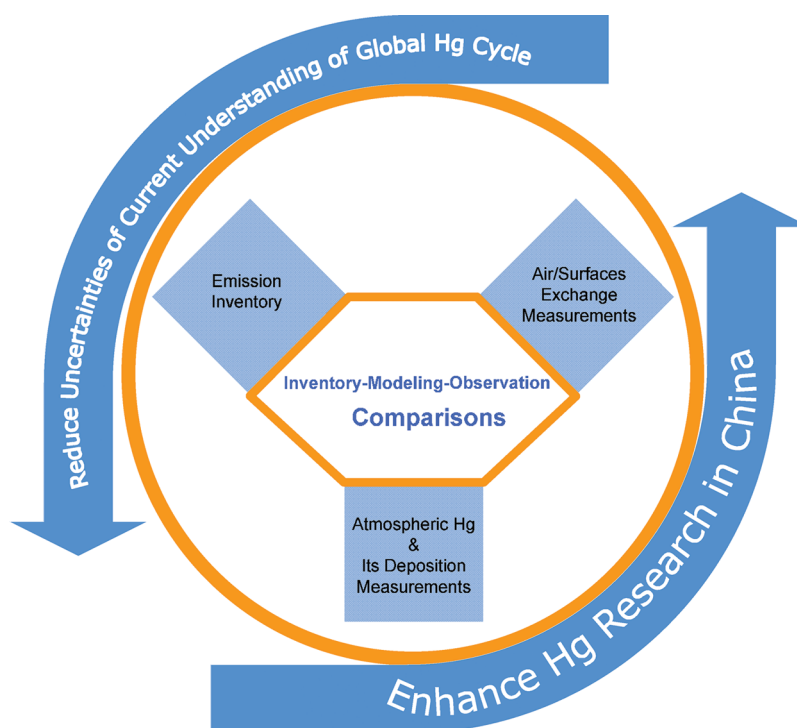 Reduce Uncertainties of Current Understanding of Global Hg Cycle
Emission
Inventory
Air/Surfaces
Exchange
Measurements
Inventory-Modeling-Observation
Comparisons
Atmospheric Hg
&
Its Deposition
Measurements
Enhance Hg Research in China